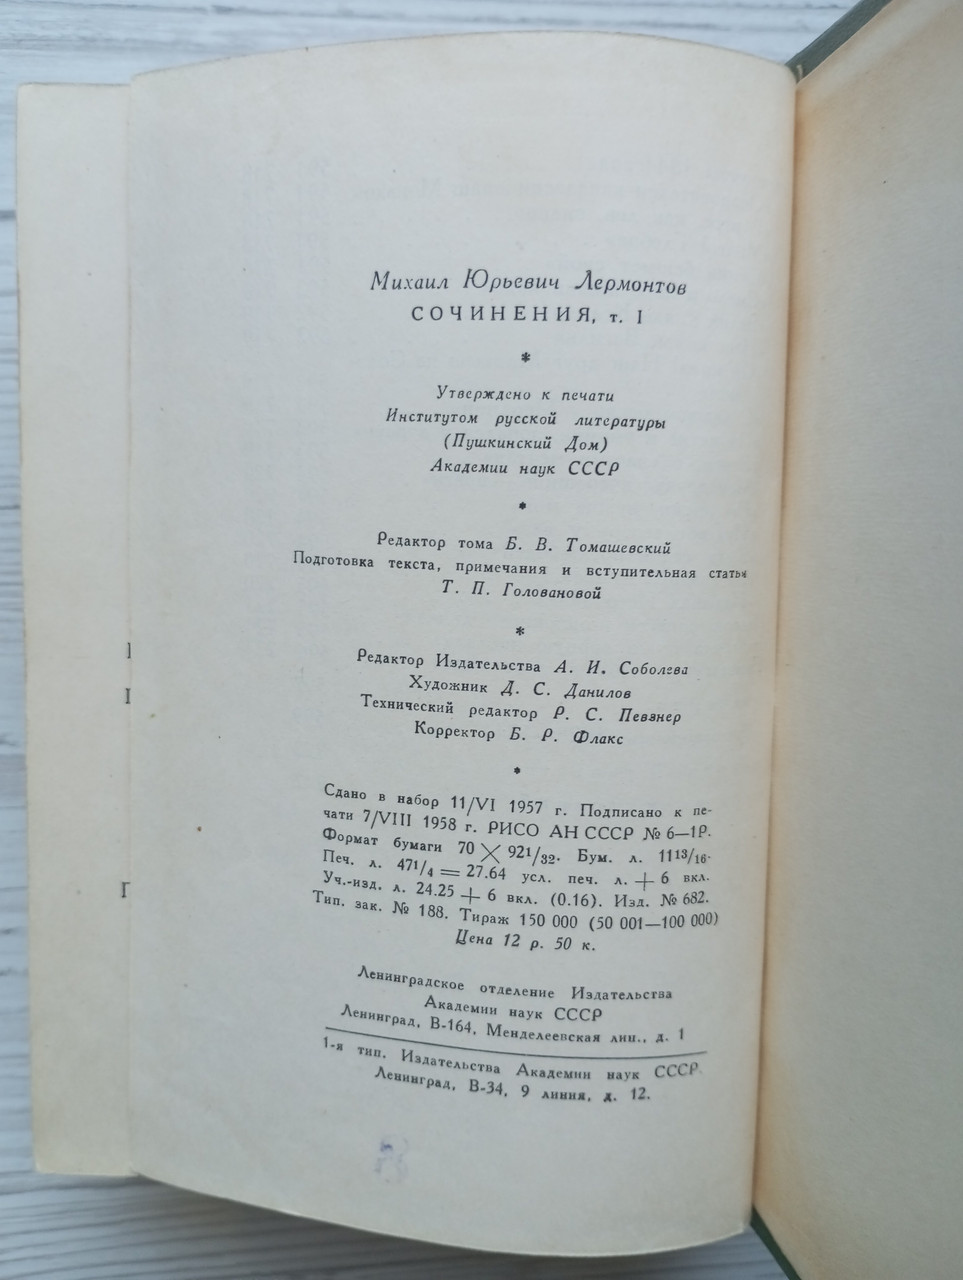 Михаил Юрьевич Лермонтов
СОЧИНЕНИЯ, т. I
*
Утверждено к печати
Институтом русской литературы
(Пушкинский Дом)
Академии наук СССР
*
Редактор тома Б. В. Томашевский
Подготовка текста, примечания и вступительная статья
Т. П. Головановой
*
Редактор Издательства А. И. Соболева
Художник Д. С. Данилов
Технический редактор Р. С. Певзнер
Корректор Б. Р. Флакс
*
Сдано в набор 11/VI 1957 г. Подписано к пе-
чати 7/VIII 1958 г. РИСО АН СССР № 6—1Р.
Формат бумаги 70 × 921/32. Бум. л. 1113/16.
Печ. л. 471/4 = 27.64 усл. печ. л. + 6 вкл.
Уч.-изд. л. 24.25 + 6 вкл. (0.16). Изд. № 682.
Тип. зак. № 188. Тираж 150 000 (50 001—100 000)
Цена 12 р. 50 к.
Ленинградское отделение Издательства
Академии наук СССР
Ленинград, В-164, Менделеевская лин., д. 1
1-я тип. Издательства Академии наук СССР.
Ленинград, В-34, 9 линия, д. 12.